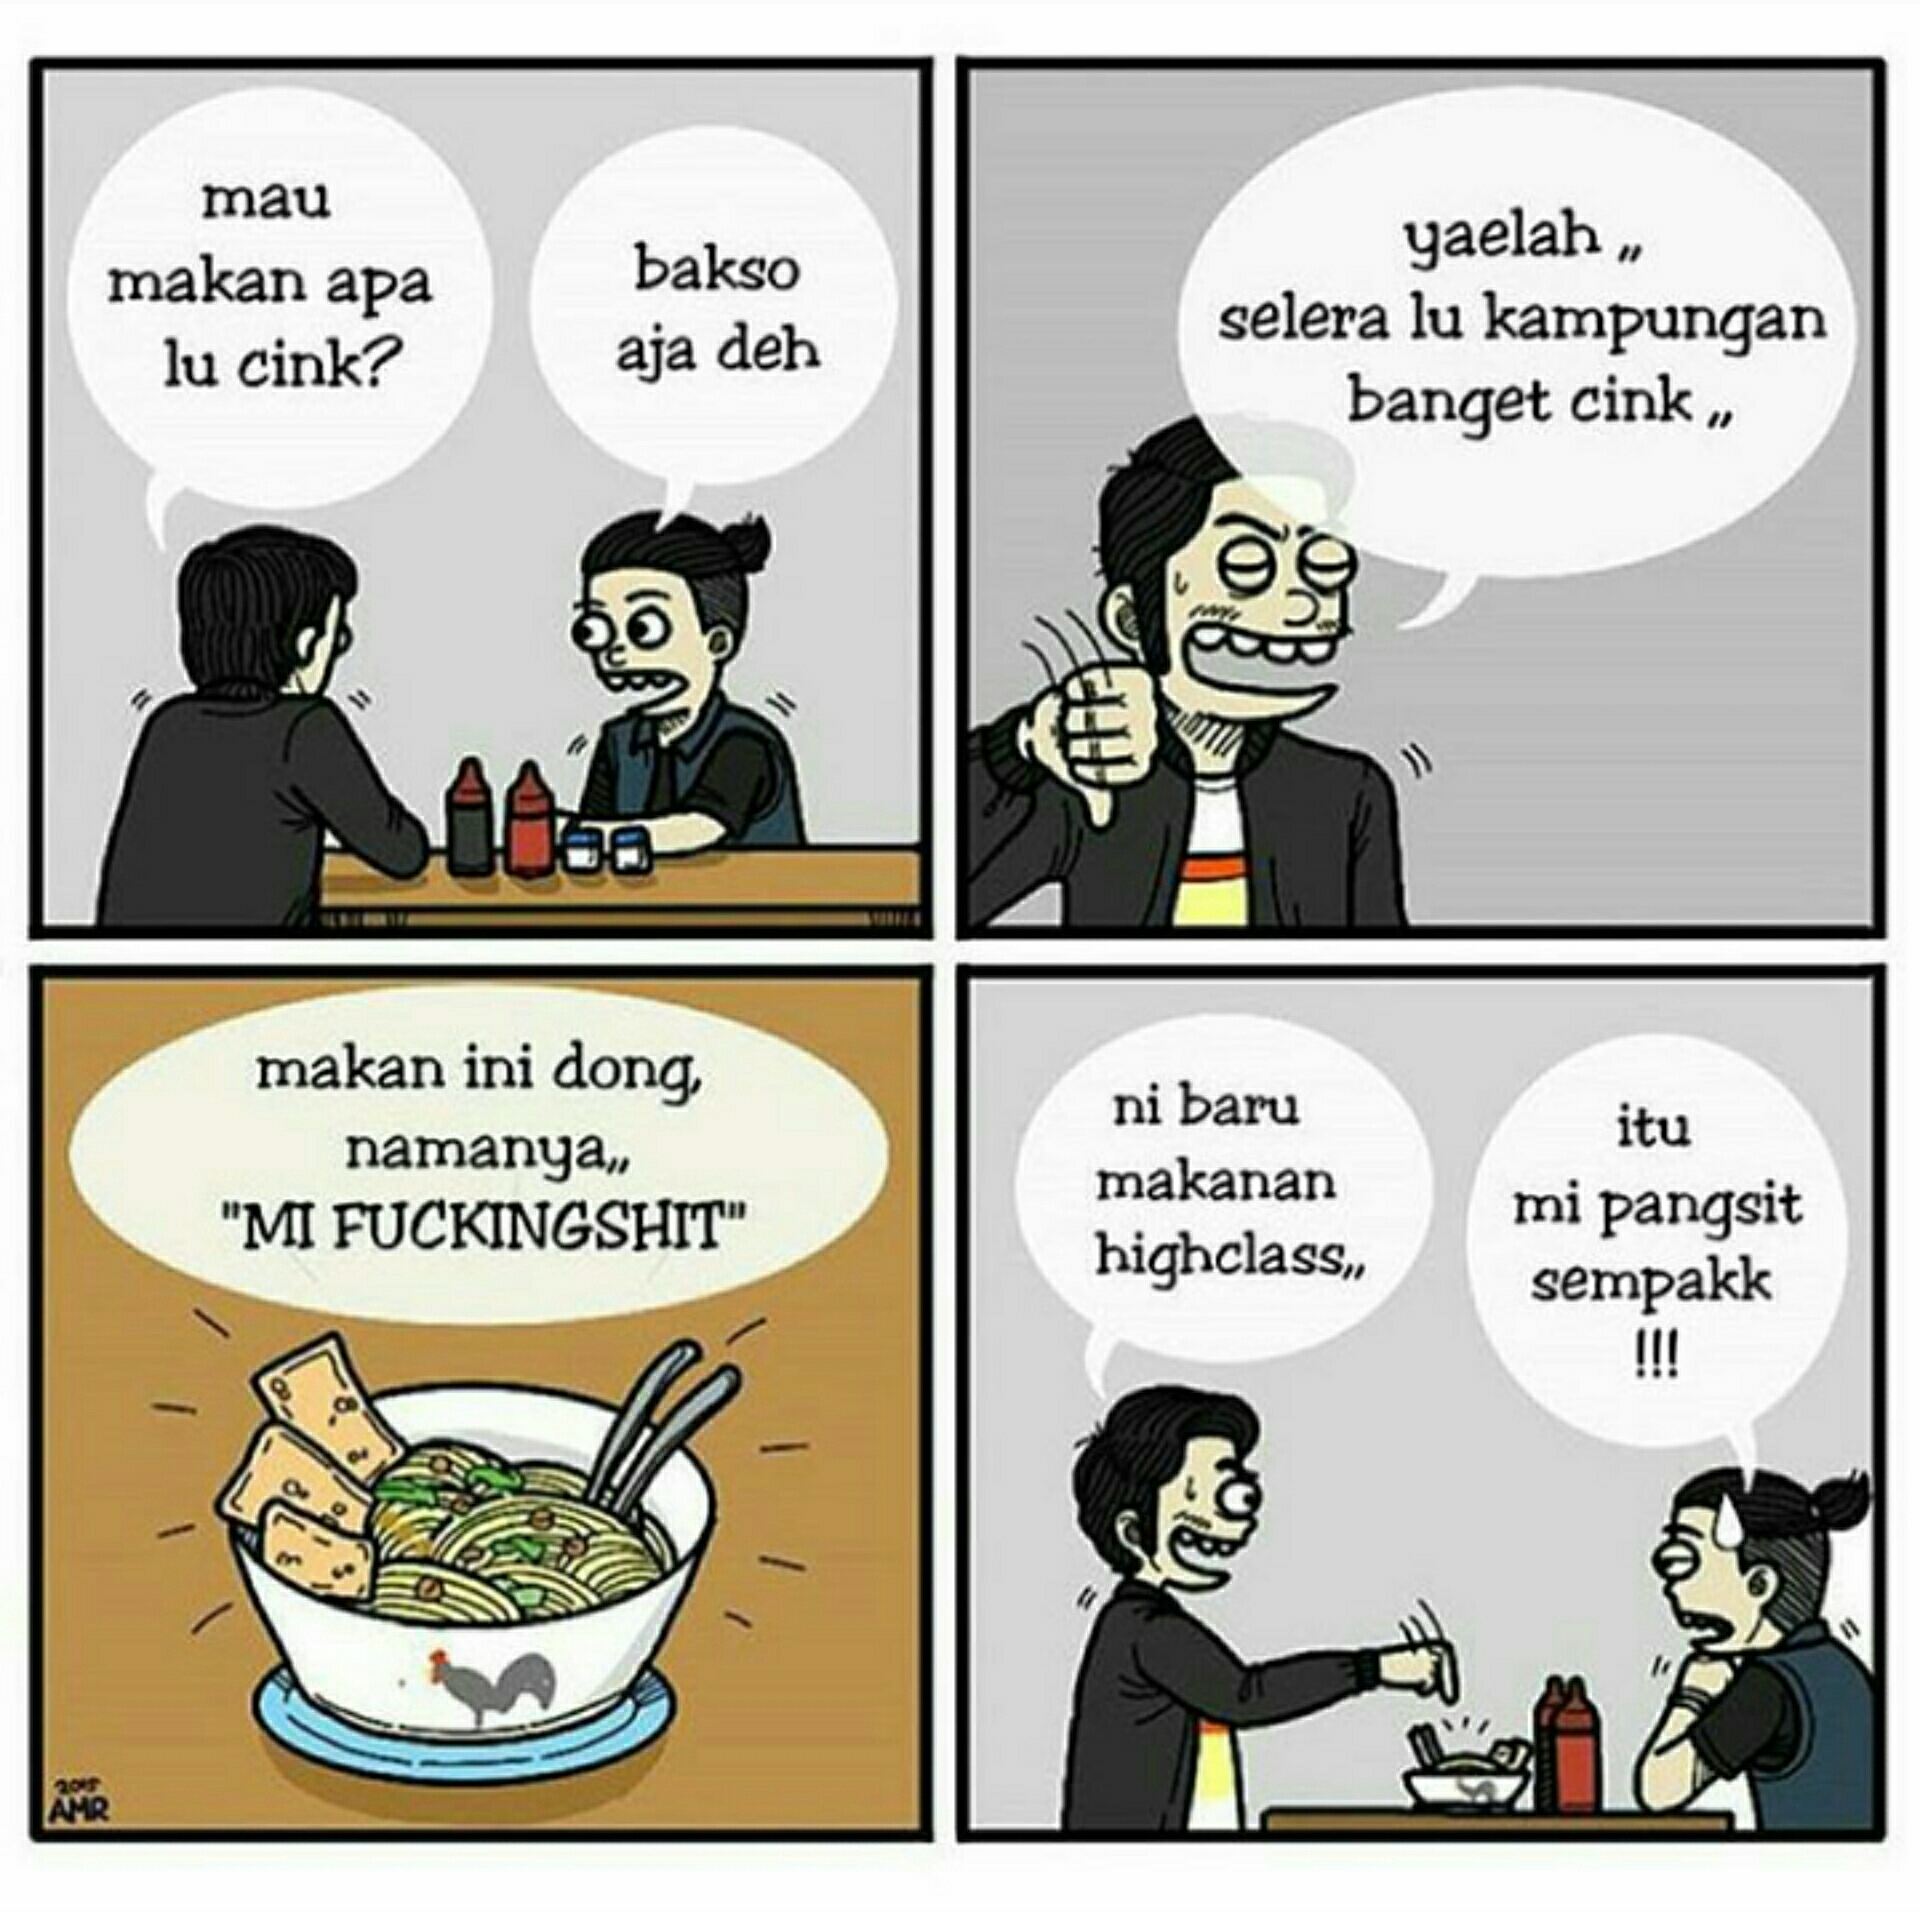 mau
makan apa
lu cink?
bakso
aja deh
yaelah ,,
selera lu kampungan
banget cink ,,
makan ini dong,
namanya,,
"MI FUCKINGSHIT"
2015
AMR
ni baru
makanan
highclass,,
itu
mi pangsit
sempakk
!!!